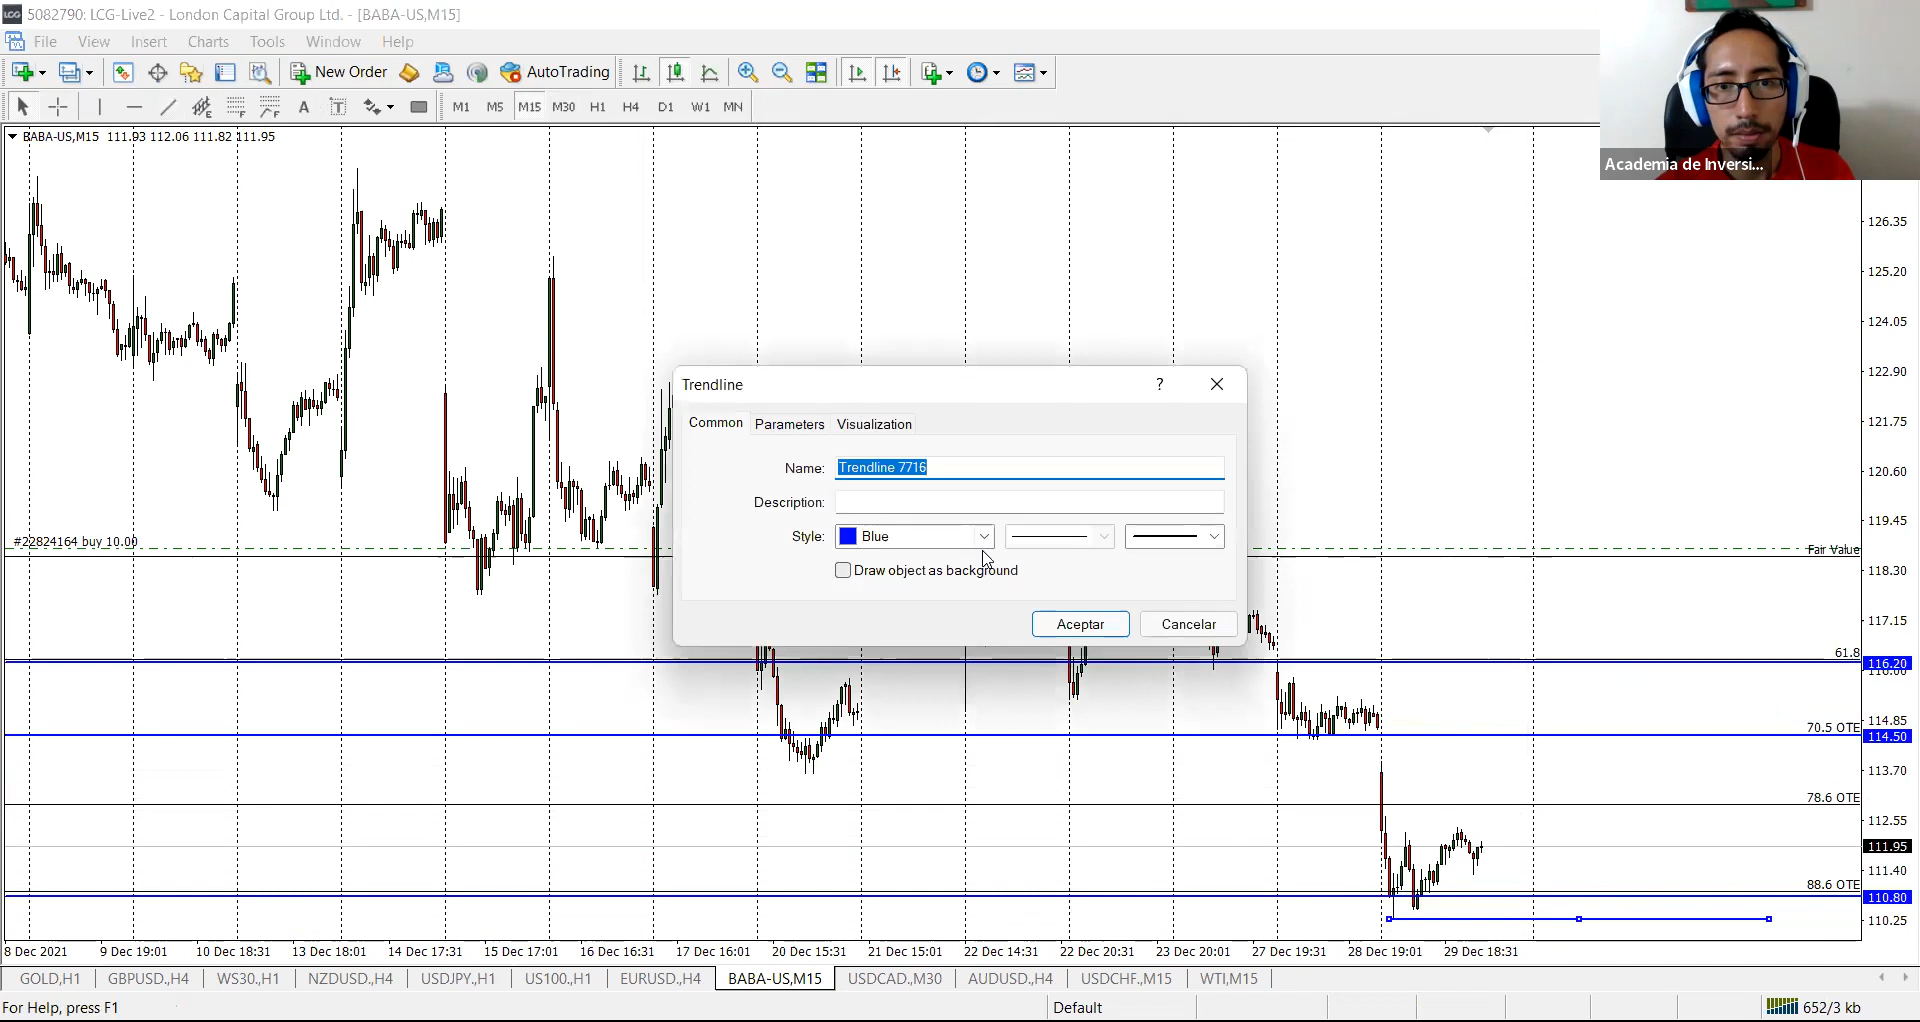 5082790: LCG-Live2 - London Capital Group Ltd. - [BABA-US,M15]
File View Insert Charts Tools Window Help
New Order AutoTrading
A T M1 M5 M15 M30 H1 H4 D1 W1 MN
BABA-US,M15 111.93 112.06 111.82 111.95
Academia de Inversi...
126.35
125.20
124.05
122.90
121.75
120.60
119.45
118.30
117.15
116.00
114.85
113.70
112.55
111.40
110.25
Trendline
? 
Common Parameters Visualization
Name: Trendline 7716
Description:
Style: Blue
Draw object as background
Aceptar Cancelar
#22824164 buy 10.00
Fair Value
61.8
116.20
70.5 OTE
114.50
78.6 OTE
111.95
88.6 OTE
110.80
8 Dec 2021 9 Dec 19:01 10 Dec 18:31 13 Dec 18:01 14 Dec 17:31 15 Dec 17:01 16 Dec 16:31 17 Dec 16:01 20 Dec 15:31 21 Dec 15:01 22 Dec 14:31 22 Dec 20:31 23 Dec 20:01 27 Dec 19:31 28 Dec 19:01 29 Dec 18:31
GOLD,H1 GBPUSD.,H4 WS30.,H1 NZDUSD.,H4 USDJPY.,H1 US100.,H1 EURUSD.,H4 BABA-US,M15 USDCAD.,M30 AUDUSD.,H4 USDCHF.,M15 WTI,M15
For Help, press F1
Default
652/3 kb